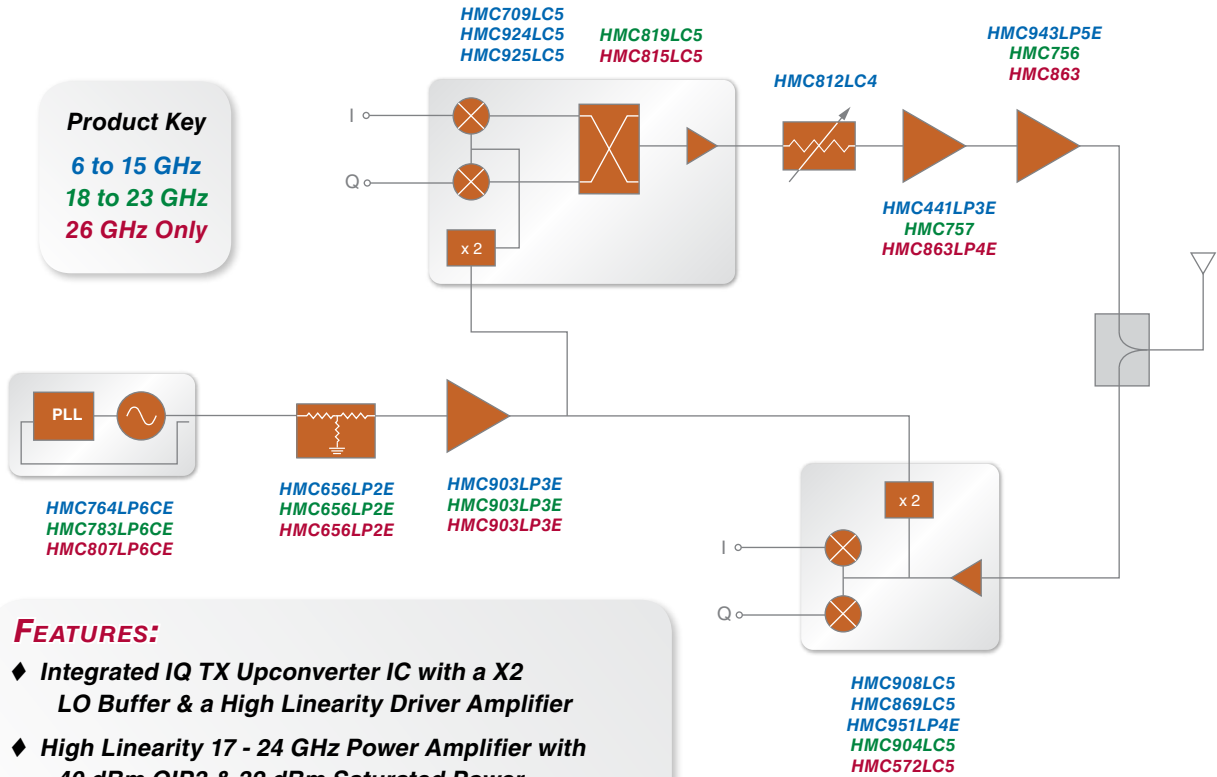 HMC709LC5
HMC924LC5
HMC925LC5
HMC819LC5
HMC815LC5
HMC812LC4
HMC943LP5E
HMC756
HMC863
Product Key
6 to 15 GHz
18 to 23 GHz
26 GHz Only
I
Q
x 2
HMC441LP3E
HMC757
HMC863LP4E
PLL
HMC764LP6CE
HMC783LP6CE
HMC807LP6CE
HMC656LP2E
HMC656LP2E
HMC656LP2E
HMC903LP3E
HMC903LP3E
HMC903LP3E
x 2
I
Q
HMC908LC5
HMC869LC5
HMC951LP4E
HMC904LC5
HMC572LC5
FEATURES:
♦ Integrated IQ TX Upconverter IC with a X2
LO Buffer & a High Linearity Driver Amplifier
♦ High Linearity 17 - 24 GHz Power Amplifier with